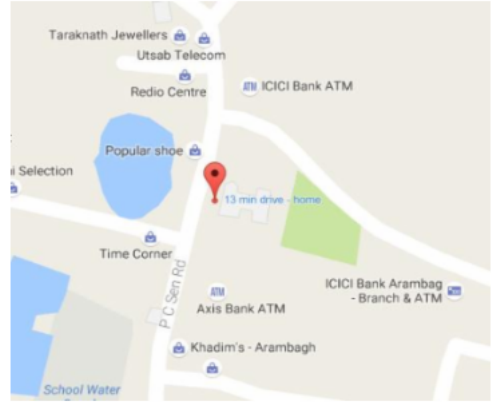 Taraknath Jewellers
Utsab Telecom
Redio Centre
ATM ICICI Bank ATM
Popular shoe
i Selection
13 min drive - home
Time Corner
ICICI Bank Arambag
- Branch & ATM
ATM
Axis Bank ATM
P C Sen Rd
Khadim's - Arambagh
School Water